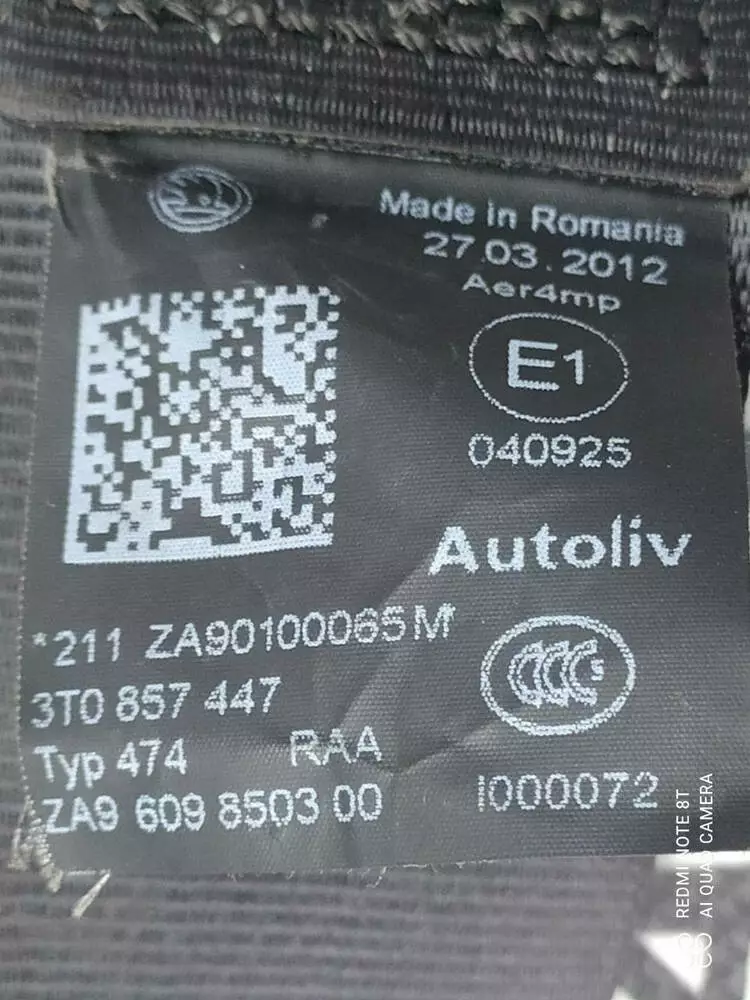 Made in Romania
27.03.2012
Aer4mp
E1
040925
Autoliv
*211 ZA90100065M*
3T0 857 447
Typ 474 RAA
ZA9 609 8503 00
CCC S
I000072
REDMI NOTE 8T
AI QUAD CAMERA